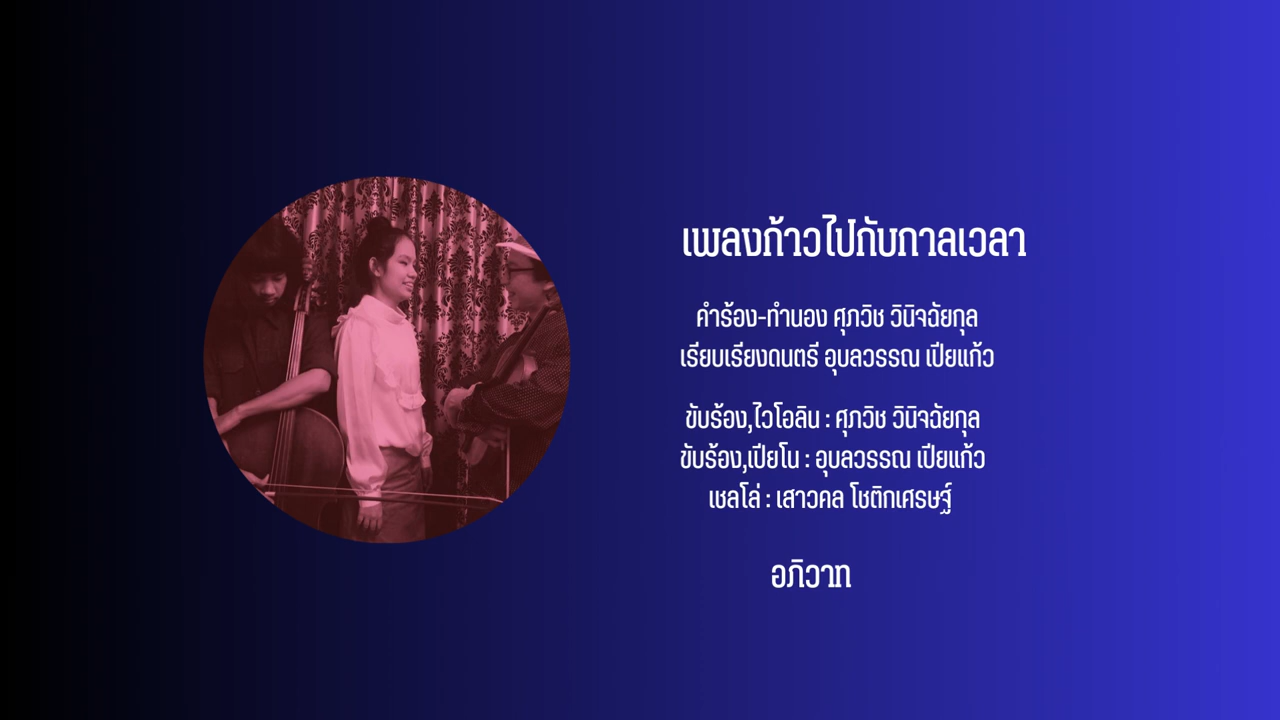 เพลงก้าวไปกับกาลเวลา
คำร้อง-ทำนอง ศุภวิช วินิจฉัยกุล
เรียบเรียงดนตรี อุบลวรรณ เปียแก้ว
ขับร้อง,ไวโอลิน : ศุภวิช วินิจฉัยกุล
ขับร้อง,เปียโน : อุบลวรรณ เปียแก้ว
เชลโล่ : เสาวคล โชติกเศรษฐ์
อภิวาท